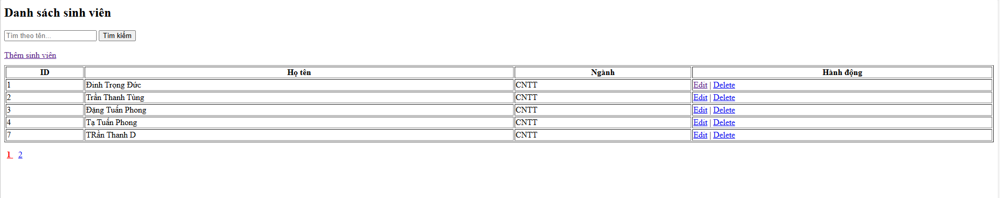 Danh sách sinh viên
Tìm theo tên... Tìm kiếm
Thêm sinh viên
ID Họ tên Ngành Hành động
1 Đinh Trọng Đức CNTT Edit | Delete
2 Trần Thanh Tùng CNTT Edit | Delete
3 Đặng Tuấn Phong CNTT Edit | Delete
4 Tạ Tuấn Phong CNTT Edit | Delete
7 TRần Thanh D CNTT Edit | Delete
1 2